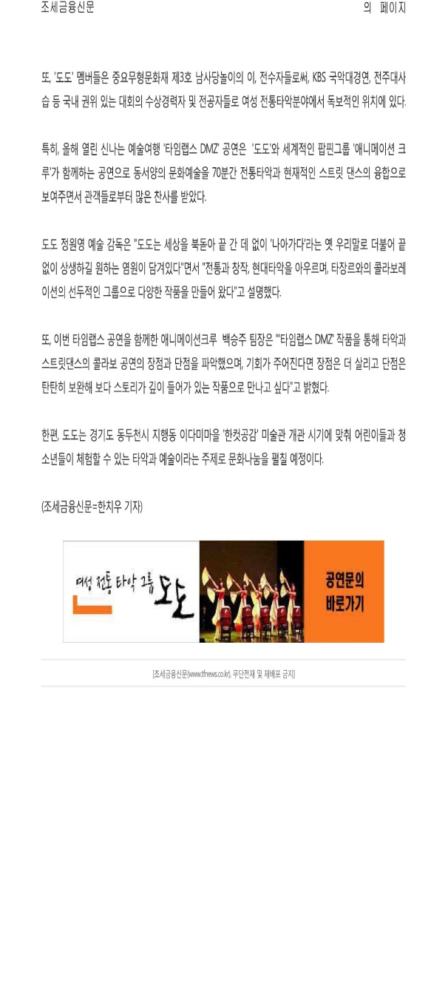 조세금융신문 의 페이지
또, '도도' 멤버들은 중요무형문화재 제3호 남사당놀이의 이, 전수자들로써, KBS 국악대경연, 전주대사
습 등 국내 권위 있는 대회의 수상경력자 및 전공자들로 여성 전통타악분야에서 독보적인 위치에 있다.
특히, 올해 열린 신나는 예술여행 '타임랩스 DMZ' 공연은 '도도'와 세계적인 팝핀그룹 '애니메이션 크
루'가 함께하는 공연으로 동서양의 문화예술을 70분간 전통타악과 현재적인 스트릿 댄스의 융합으로
보여주면서 관객들로부터 많은 찬사를 받았다.
도도 정원영 예술 감독은 "도도는 세상을 북돋아 끝 간 데 없이 '나아가다'라는 옛 우리말로 더불어 끝
없이 상생하길 원하는 염원이 담겨있다"면서 "전통과 창작, 현대타악을 아우르며, 타장르와의 콜라보레
이션의 선두적인 그룹으로 다양한 작품을 만들어 왔다"고 설명했다.
또, 이번 타임랩스 공연을 함께한 애니메이션크루 백승주 팀장은 "'타임랩스 DMZ' 작품을 통해 타악과
스트릿댄스의 콜라보 공연의 장점과 단점을 파악했으며, 기회가 주어진다면 장점은 더 살리고 단점은
탄탄히 보완해 보다 스토리가 깊이 들어가 있는 작품으로 만나고 싶다"고 밝혔다.
한편, 도도는 경기도 동두천시 지행동 이다미마을 '한컷공감' 미술관 개관 시기에 맞춰 어린이들과 청
소년들이 체험할 수 있는 타악과 예술이라는 주제로 문화나눔을 펼칠 예정이다.
(조세금융신문=한치우 기자)
여성 전통 타악 그룹 도도
공연문의
바로가기
[조세금융신문(www.tfnews.co.kr), 무단전재 및 재배포 금지]